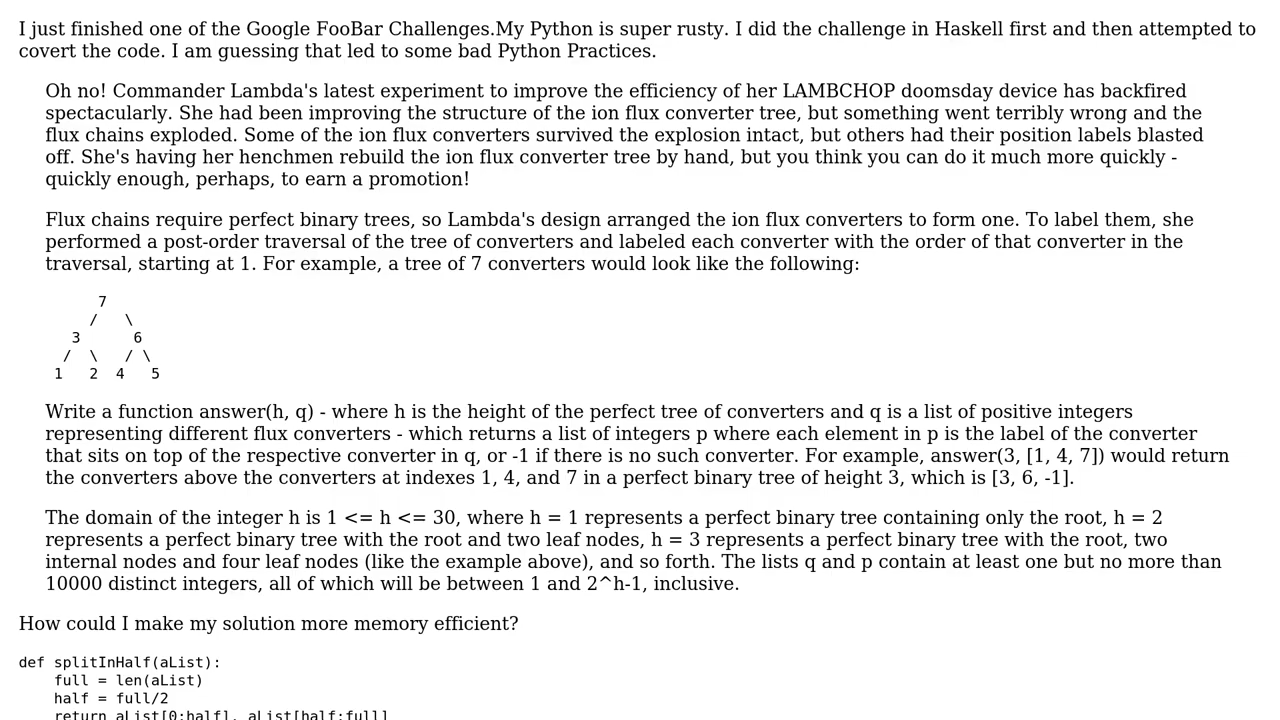 I just finished one of the Google FooBar Challenges.My Python is super rusty. I did the challenge in Haskell first and then attempted to
covert the code. I am guessing that led to some bad Python Practices.
Oh no! Commander Lambda's latest experiment to improve the efficiency of her LAMBCHOP doomsday device has backfired
spectacularly. She had been improving the structure of the ion flux converter tree, but something went terribly wrong and the
flux chains exploded. Some of the ion flux converters survived the explosion intact, but others had their position labels blasted
off. She's having her henchmen rebuild the ion flux converter tree by hand, but you think you can do it much more quickly -
quickly enough, perhaps, to earn a promotion!
Flux chains require perfect binary trees, so Lambda's design arranged the ion flux converters to form one. To label them, she
performed a post-order traversal of the tree of converters and labeled each converter with the order of that converter in the
traversal, starting at 1. For example, a tree of 7 converters would look like the following:
7
/ \
3 6
/ \ / \
1 2 4 5
Write a function answer(h, q) - where h is the height of the perfect tree of converters and q is a list of positive integers
representing different flux converters - which returns a list of integers p where each element in p is the label of the converter
that sits on top of the respective converter in q, or -1 if there is no such converter. For example, answer(3, [1, 4, 7]) would return
the converters above the converters at indexes 1, 4, and 7 in a perfect binary tree of height 3, which is [3, 6, -1].
The domain of the integer h is 1 <= h <= 30, where h = 1 represents a perfect binary tree containing only the root, h = 2
represents a perfect binary tree with the root and two leaf nodes, h = 3 represents a perfect binary tree with the root, two
internal nodes and four leaf nodes (like the example above), and so forth. The lists q and p contain at least one but no more than
10000 distinct integers, all of which will be between 1 and 2^h-1, inclusive.
How could I make my solution more memory efficient?
def splitInHalf(aList):
full = len(aList)
half = full/2
return aList[0:half], aList[half:full]